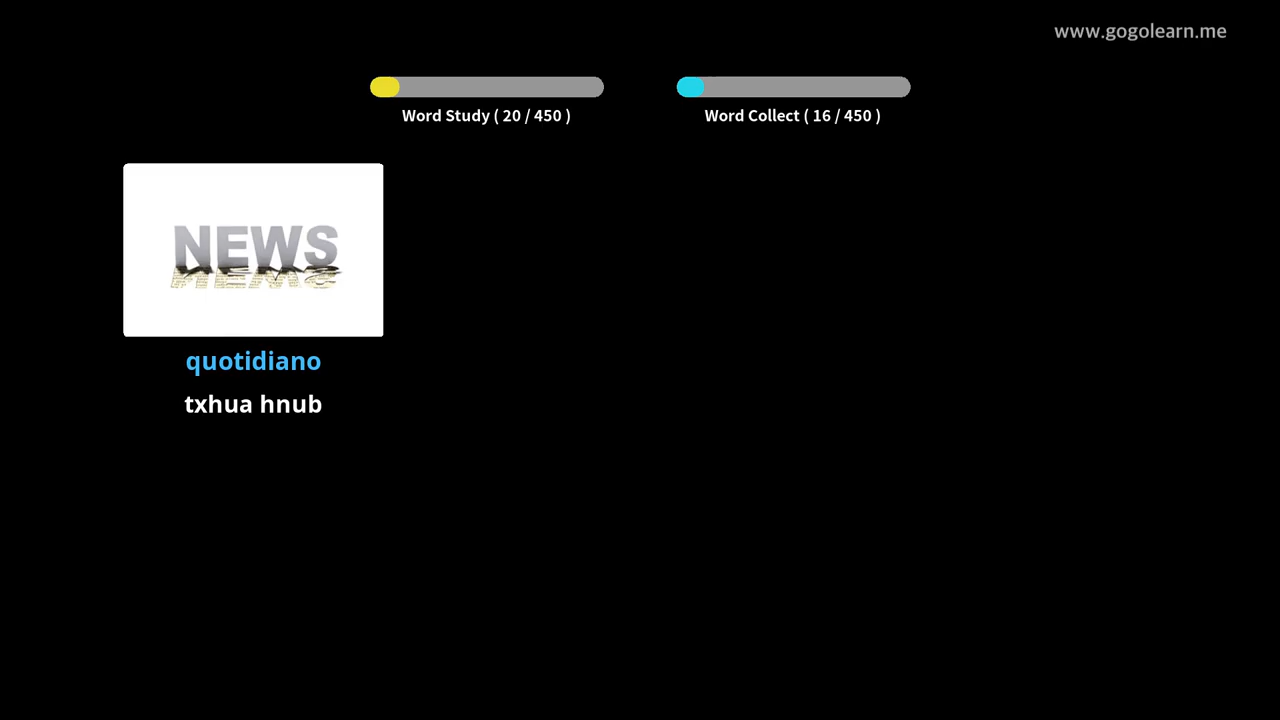 www.gogolearn.me
Word Study ( 20 / 450 )
Word Collect ( 16 / 450 )
NEWS
quotidiano
txhua hnub